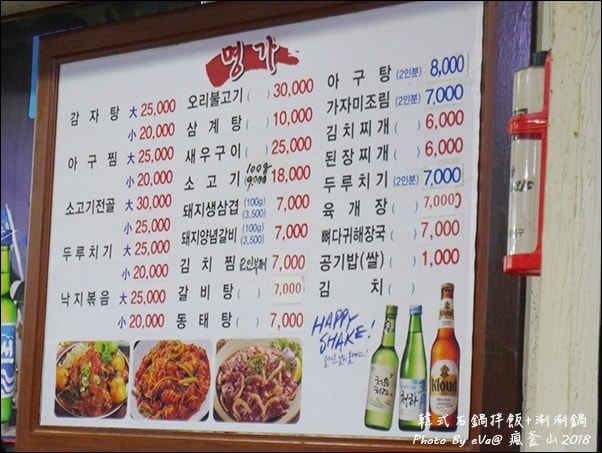 명가
감자탕 大 25,000
小 20,000
아구찜 大 25,000
小 20,000
소고기전골 大 30,000
小 25,000
두루치기 大 25,000
小 20,000
낙지볶음 大 25,000
小 20,000
오리불고기 ( ) 30,000
삼계탕 ( ) 10,000
새우구이 ( ) 25,000
소고기 100g 18,000
돼지생삼겹 (100g) (3,500) 7,000
돼지양념갈비 (100g) (3,500) 7,000
김치찜 7,000
갈비탕 ( ) 7,000
동태탕 ( ) 7,000
아구탕 (2인분) 8,000
가자미조림 (2인분) 7,000
김치찌개 ( ) 6,000
된장찌개 ( ) 6,000
두루치기 (2인분) 7,000
육개장 ( ) 7,000
뼈다귀해장국 ( ) 7,000
공기밥(쌀) ( ) 1,000
김치 ( )
HAPPY
SHAKE!
처음처럼
청하
Kloud
韓式石鍋拌飯+涮涮鍋
Photo By eVa@ 瘋釜山2018